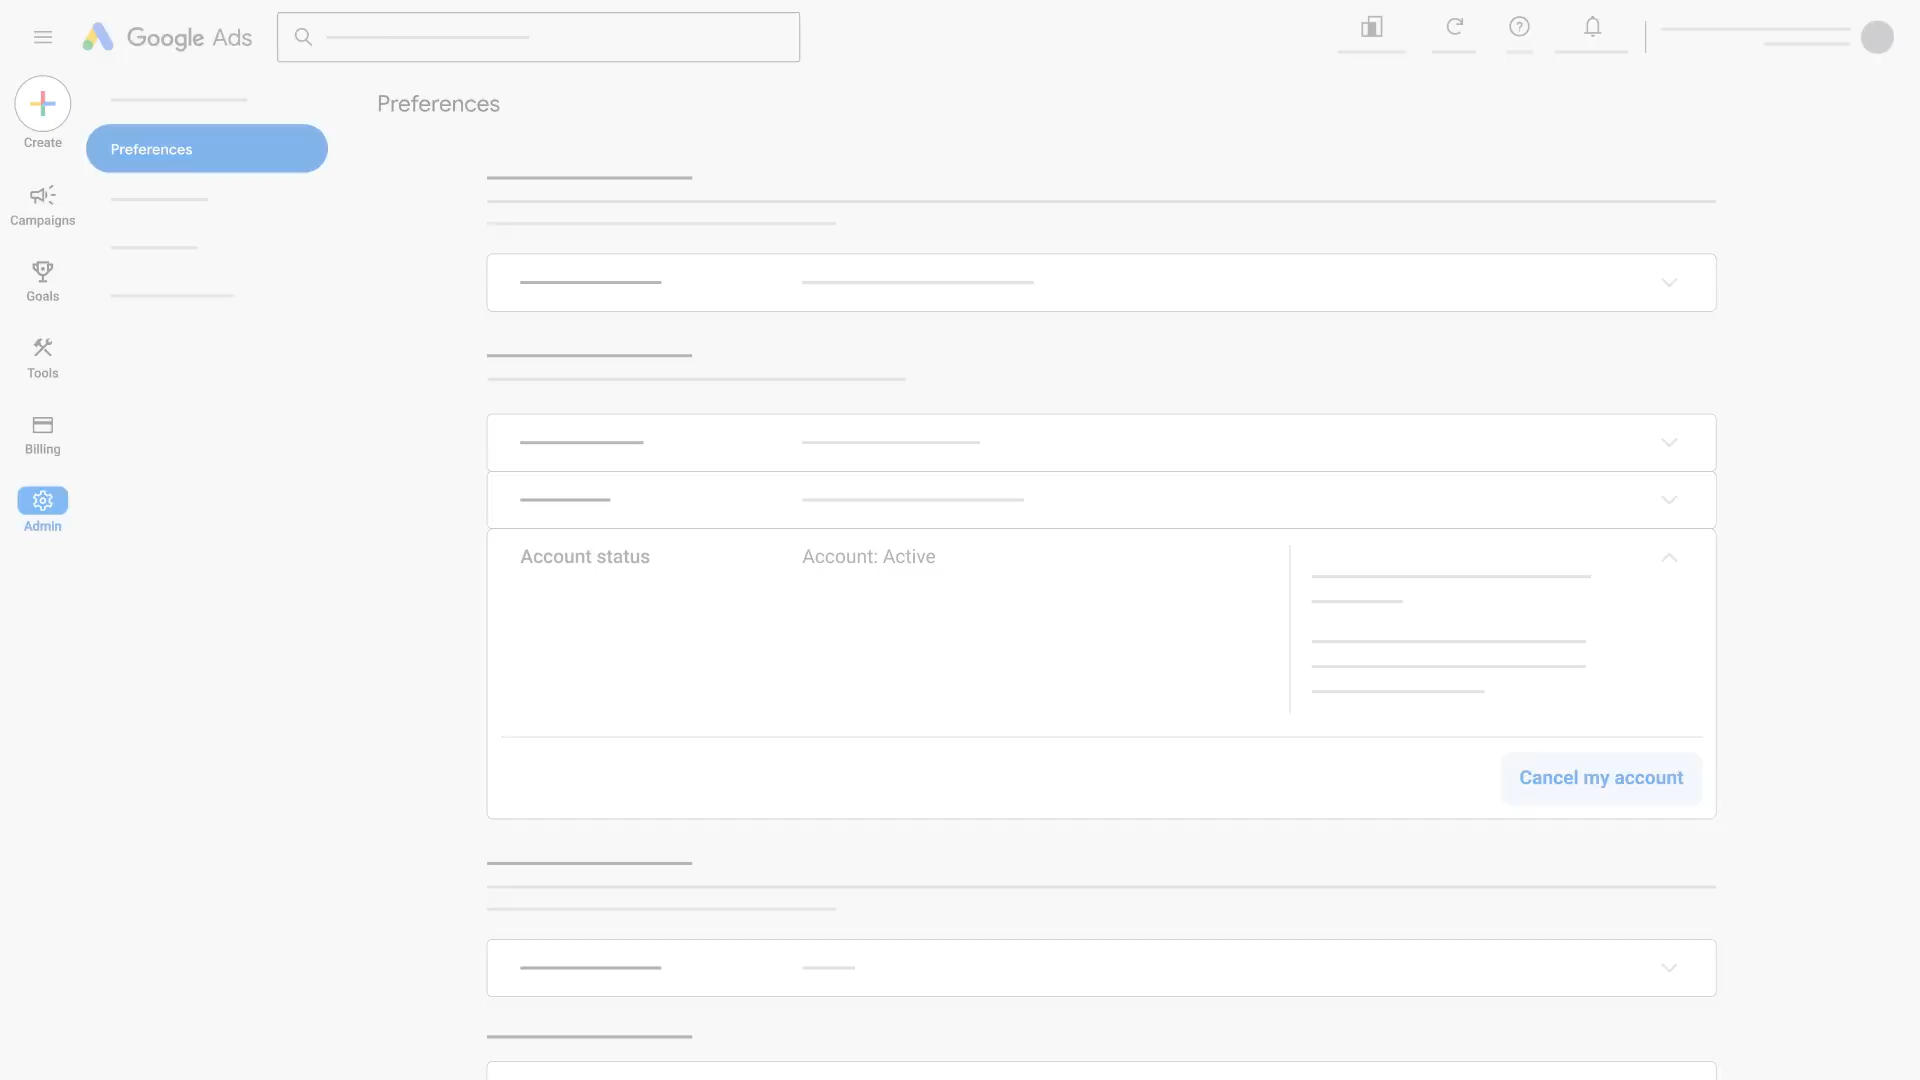 Google Ads
Create
Campaigns
Goals
Tools
Billing
Admin
Preferences
Preferences
Account status
Account: Active
Cancel my account